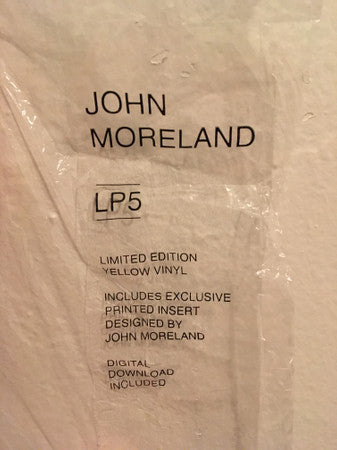 JOHN
MORELAND
LP5
LIMITED EDITION
YELLOW VINYL
INCLUDES EXCLUSIVE
PRINTED INSERT
DESIGNED BY
JOHN MORELAND
DIGITAL
DOWNLOAD
INCLUDED